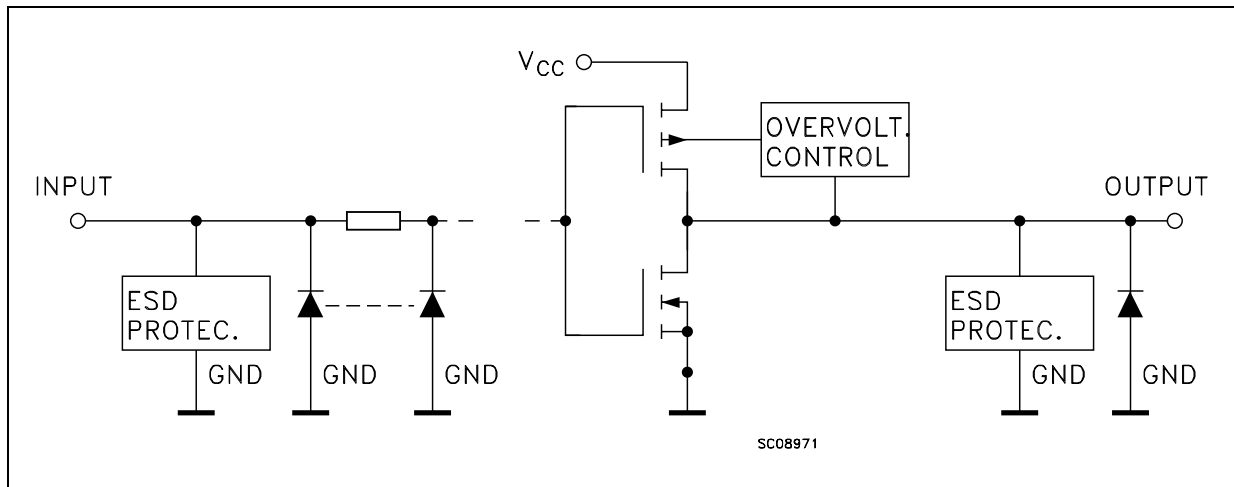 VCC
OVERVOLT.
CONTROL
INPUT
OUTPUT
ESD
PROTEC.
ESD
PROTEC.
GND
GND
GND
GND
GND
SC08971